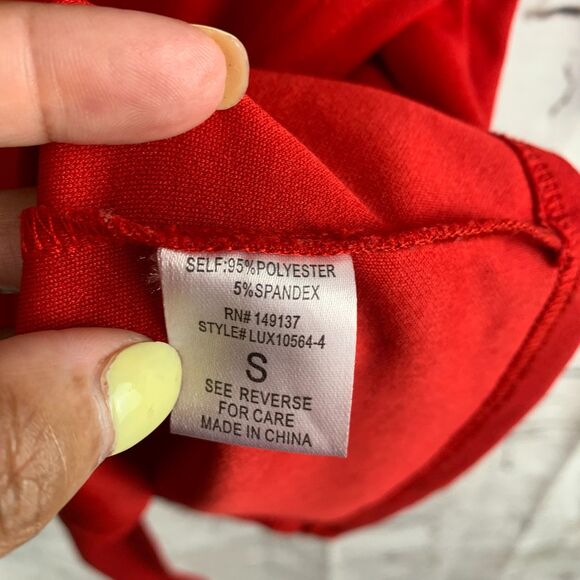 SELF:95%POLYESTER
5%SPANDEX
RN# 149137
STYLE# LUX10564-4
S
SEE REVERSE
FOR CARE
MADE IN CHINA